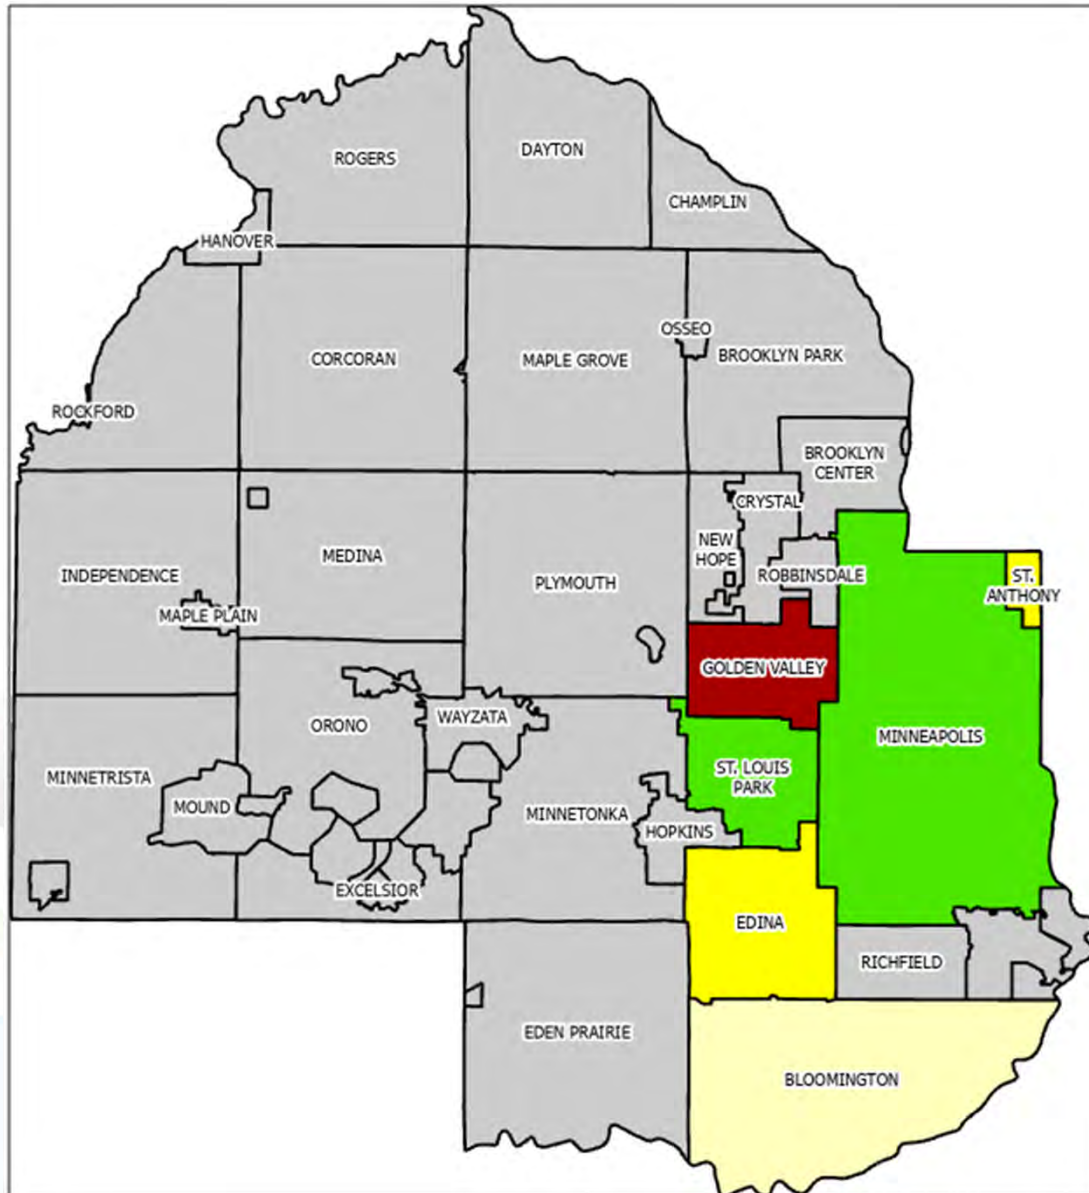 ROGERS
DAYTON
CHAMPLIN
HANOVER
CORCORAN
MAPLE GROVE
OSSEO
BROOKLYN PARK
ROCKFORD
BROOKLYN
CENTER
CRYSTAL
NEW
HOPE
ROBBINSDALE
INDEPENDENCE
MEDINA
PLYMOUTH
ST.
ANTHONY
MAPLE PLAIN
GOLDEN VALLEY
ORONO
WAYZATA
MINNEAPOLIS
MINNETRISTA
ST. LOUIS
PARK
MOUND
MINNETONKA
HOPKINS
EXCELSIOR
EDINA
RICHFIELD
EDEN PRAIRIE
BLOOMINGTON